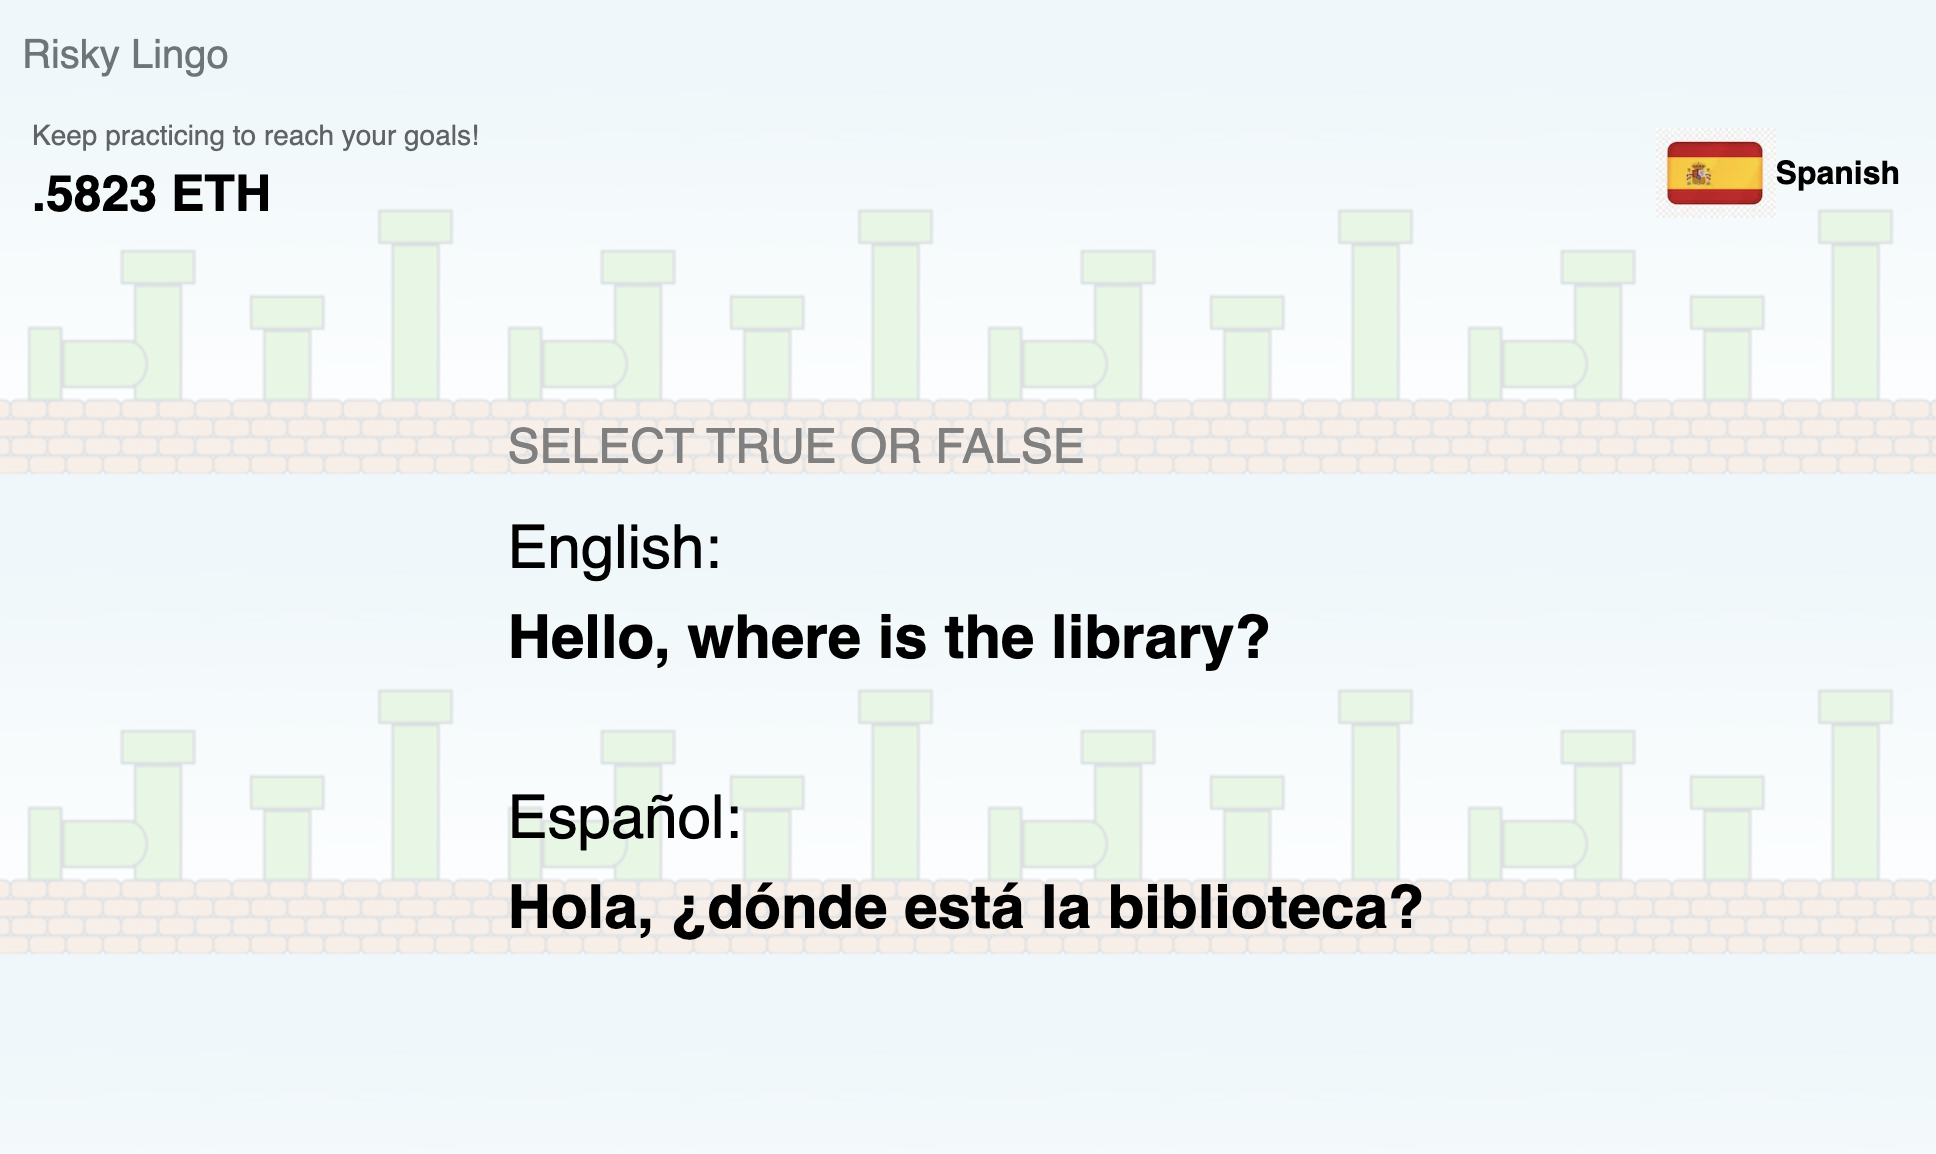 Risky Lingo
Keep practicing to reach your goals!
.5823 ETH
Spanish
SELECT TRUE OR FALSE
English:
Hello, where is the library?
Español:
Hola, ¿dónde está la biblioteca?